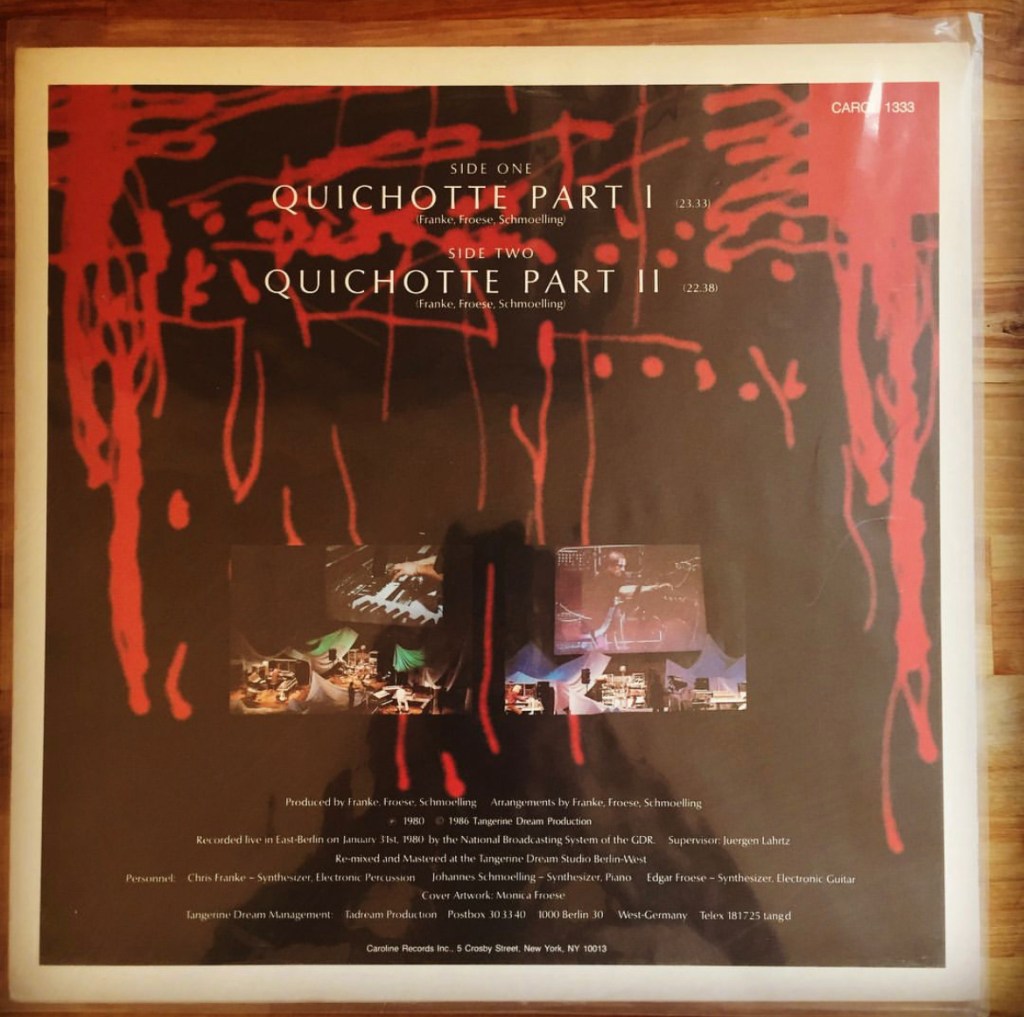 CAROL 1333
SIDE ONE
QUICHOTTE PART I (23.33)
(Franke, Froese, Schmoelling)
SIDE TWO
QUICHOTTE PART II (22.38)
(Franke, Froese, Schmoelling)
Produced by Franke, Froese, Schmoelling Arrangements by Franke, Froese, Schmoelling
℗ 1980 © 1986 Tangerine Dream Production
Recorded live in East-Berlin on January 31st, 1980 by the National Broadcasting System of the GDR. Supervisor: Juergen Lahrtz
Re-mixed and Mastered at the Tangerine Dream Studio Berlin-West
Personnel: Chris Franke – Synthesizer, Electronic Percussion Johannes Schmoelling – Synthesizer, Piano Edgar Froese – Synthesizer, Electronic Guitar
Cover Artwork: Monica Froese
Tangerine Dream Management: Tadream Production Postbox 30 33 40 1000 Berlin 30 West-Germany Telex 181725 tang d
Caroline Records Inc., 5 Crosby Street, New York, NY 10013